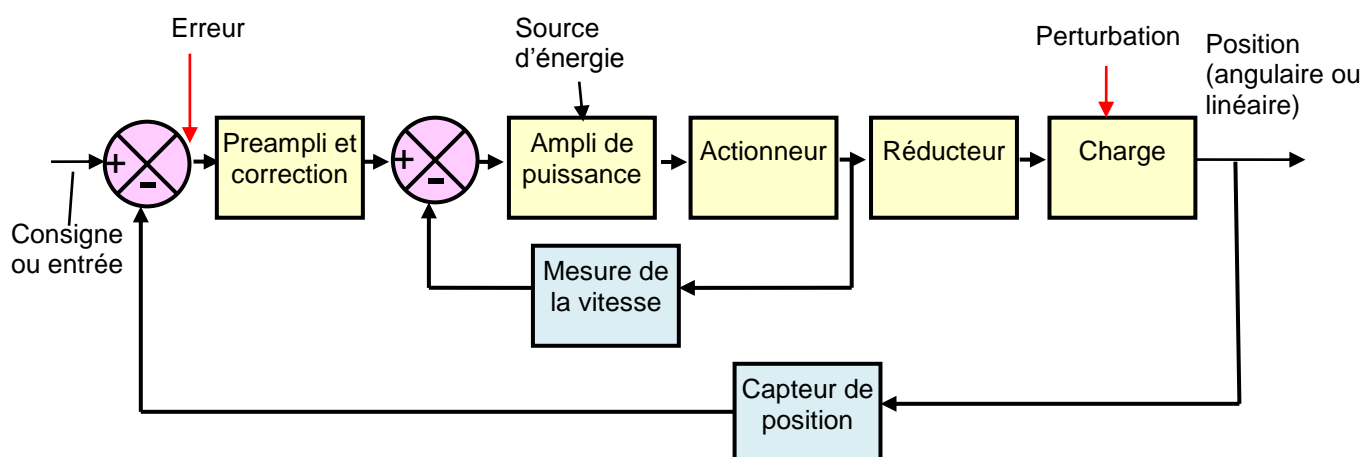 Erreur
Source
d'énergie
Perturbation
Position
(angulaire ou
linéaire)
+
-
Preampli et
correction
+
-
Ampli de
puissance
Actionneur
Réducteur
Charge
Consigne
ou entrée
Mesure de
la vitesse
Capteur de
position